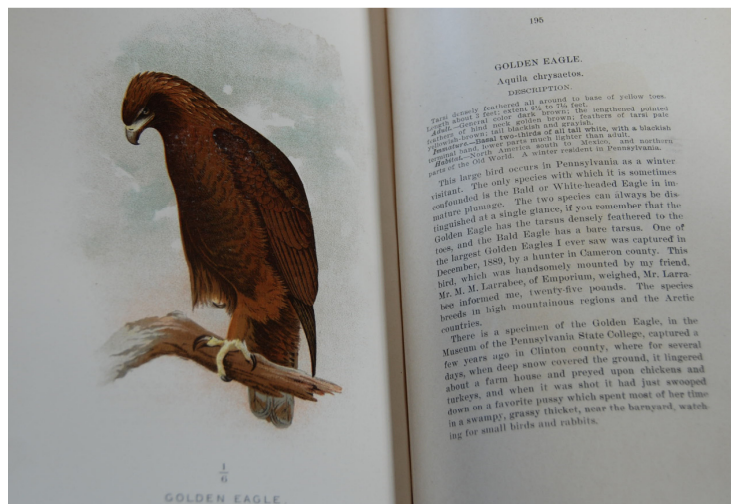 1
6
GOLDEN EAGLE.
195
GOLDEN EAGLE.
Aquila chrysaetos.
DESCRIPTION.
Tarsi densely feathered all around to base of yellow toes.
Length about 3 feet; extent 6½ to 7½ feet.
Adult.—General color dark brown; the lengthened pointed
feathers of hind neck golden brown; feathers of tarsi pale
yellowish-brown; tail blackish and grayish.
Immature.—Basal two-thirds of all tail white, with a blackish
terminal band, lower parts much lighter than adult.
Habitat.—North America south to Mexico, and northern
parts of the Old World. A winter resident in Pennsylvania.
This large bird occurs in Pennsylvania as a winter
visitant. The only species with which it is sometimes
confounded is the Bald or White-headed Eagle in im-
mature plumage. The two species can always be dis-
tinguished at a single glance, if you remember that the
Golden Eagle has the tarsus densely feathered to the
toes, and the Bald Eagle has a bare tarsus. One of
the largest Golden Eagles I ever saw was captured in
December, 1889, by a hunter in Cameron county. This
bird, which was handsomely mounted by my friend,
Mr. M. M. Larrabee, of Emporium, weighed, Mr. Larra-
bee informed me, twenty-five pounds. The species
breeds in high mountainous regions and the Arctic
countries.
There is a specimen of the Golden Eagle, in the
Museum of the Pennsylvania State College, captured a
few years ago in Clinton county, where for several
days, when deep snow covered the ground, it lingered
about a farm house and preyed upon chickens and
turkeys, and when it was shot it had just swooped
down on a favorite pussy which spent most of her time
in a swampy, grassy thicket, near the barnyard, watch
ing for small birds and rabbits.